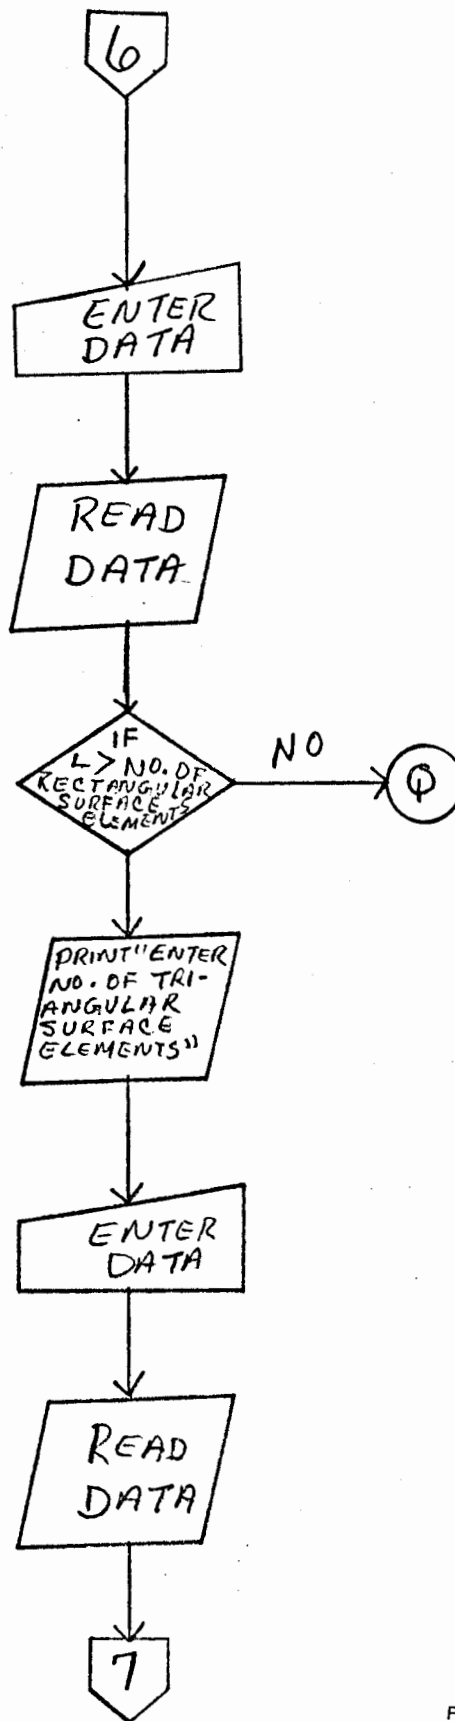 6
ENTER
DATA
READ
DATA
IF
L > NO. OF
RECTANGULAR
SURFACE
ELEMENTS
NO
Q
PRINT "ENTER
NO. OF TRI-
ANGULAR
SURFACE
ELEMENTS"
ENTER
DATA
READ
DATA
7